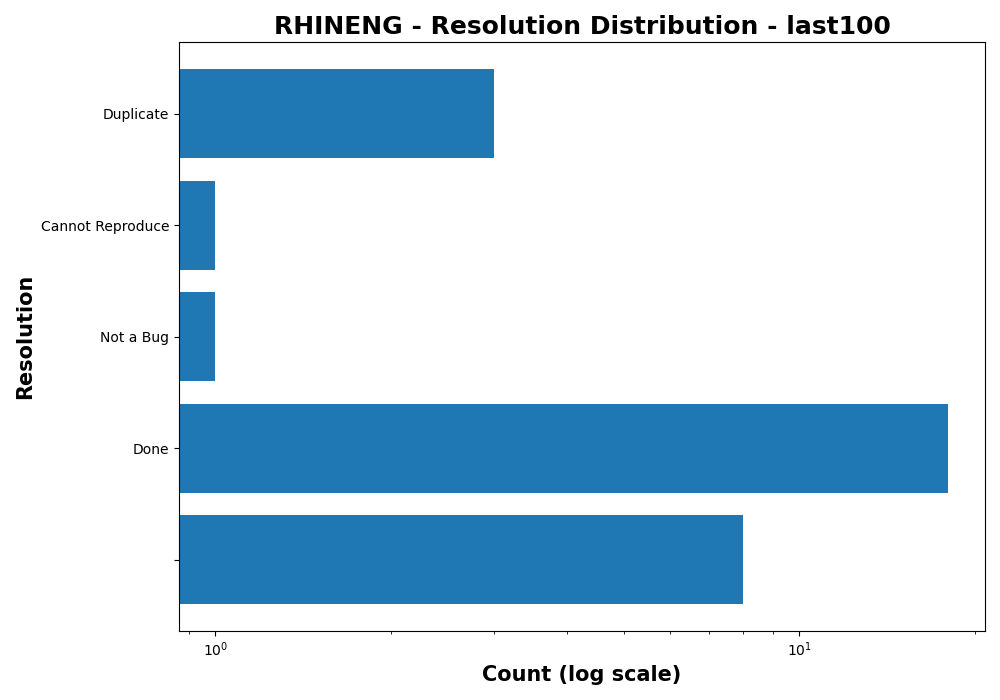 RHINENG - Resolution Distribution - last100
Duplicate
Cannot Reproduce
Not a Bug
Done
Resolution
10⁰
10¹
Count (log scale)